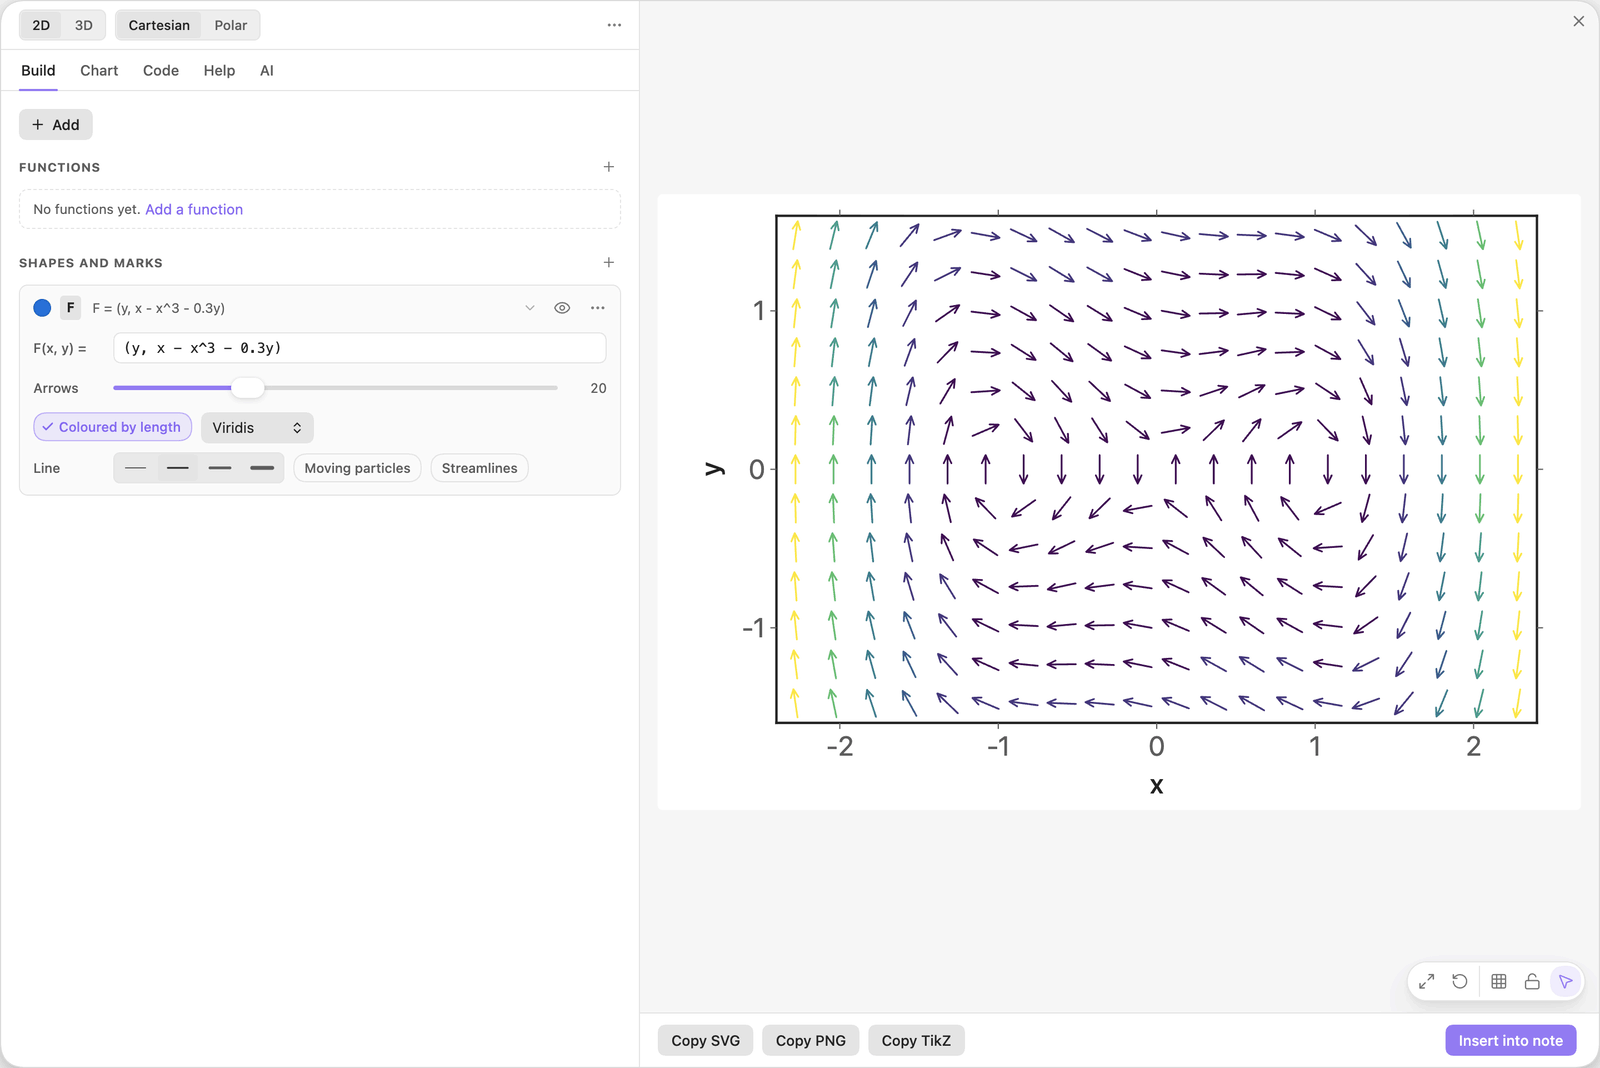 2D 3D Cartesian Polar
Build Chart Code Help AI
+ Add
FUNCTIONS
No functions yet. Add a function
SHAPES AND MARKS
F F = (y, x - x^3 - 0.3y)
F(x, y) = (y, x − x^3 − 0.3y)
Arrows 20
Coloured by length Viridis
Line Moving particles Streamlines
1
y 0
-1
-2 -1 0 1 2
x
Copy SVG Copy PNG Copy TikZ Insert into note